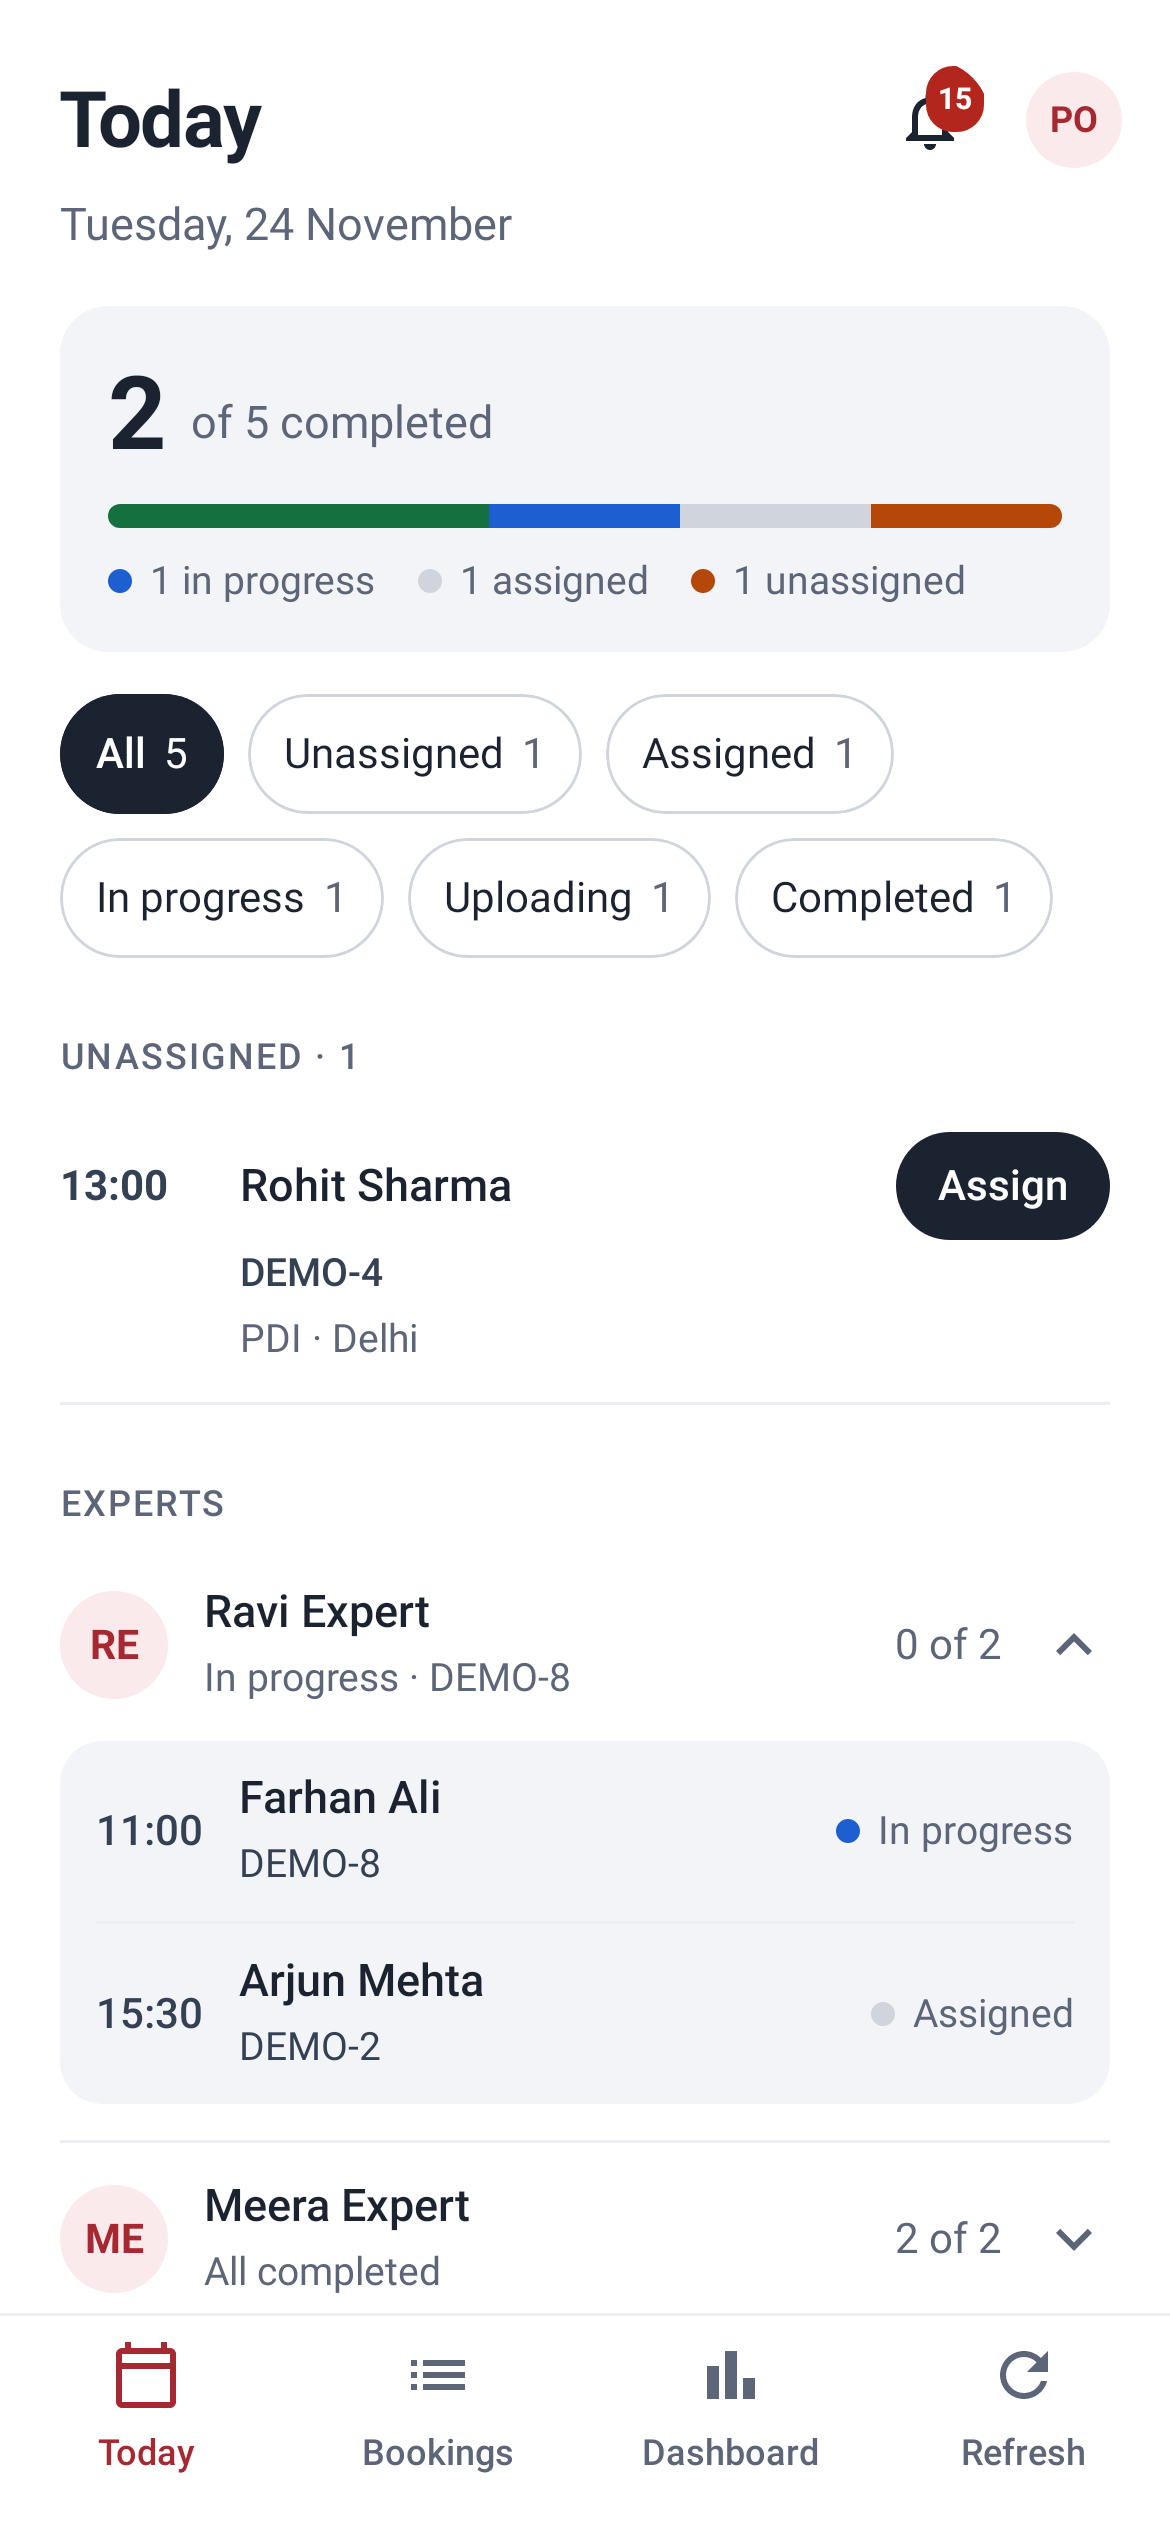 Today
15
PO
Tuesday, 24 November
2 of 5 completed
1 in progress 1 assigned 1 unassigned
All 5 Unassigned 1 Assigned 1
In progress 1 Uploading 1 Completed 1
UNASSIGNED · 1
13:00 Rohit Sharma Assign
DEMO-4
PDI · Delhi
EXPERTS
RE Ravi Expert 0 of 2
In progress · DEMO-8
11:00 Farhan Ali In progress
DEMO-8
15:30 Arjun Mehta Assigned
DEMO-2
ME Meera Expert 2 of 2
All completed
Today Bookings Dashboard Refresh